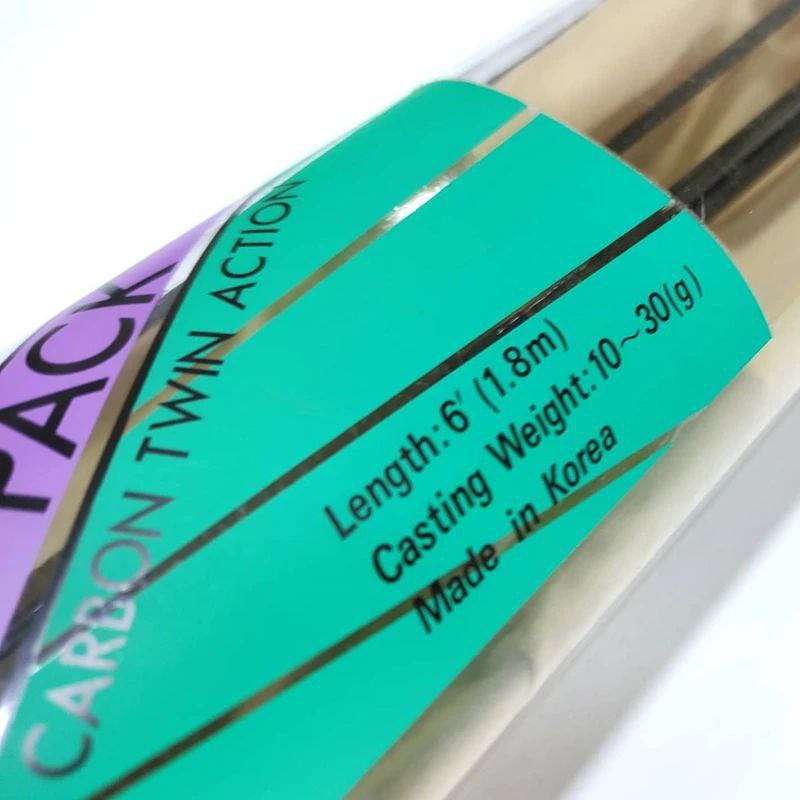 PACK
CARBON TWIN ACTION
Length:6' (1.8m)
Casting Weight:10~30(g)
Made in Korea